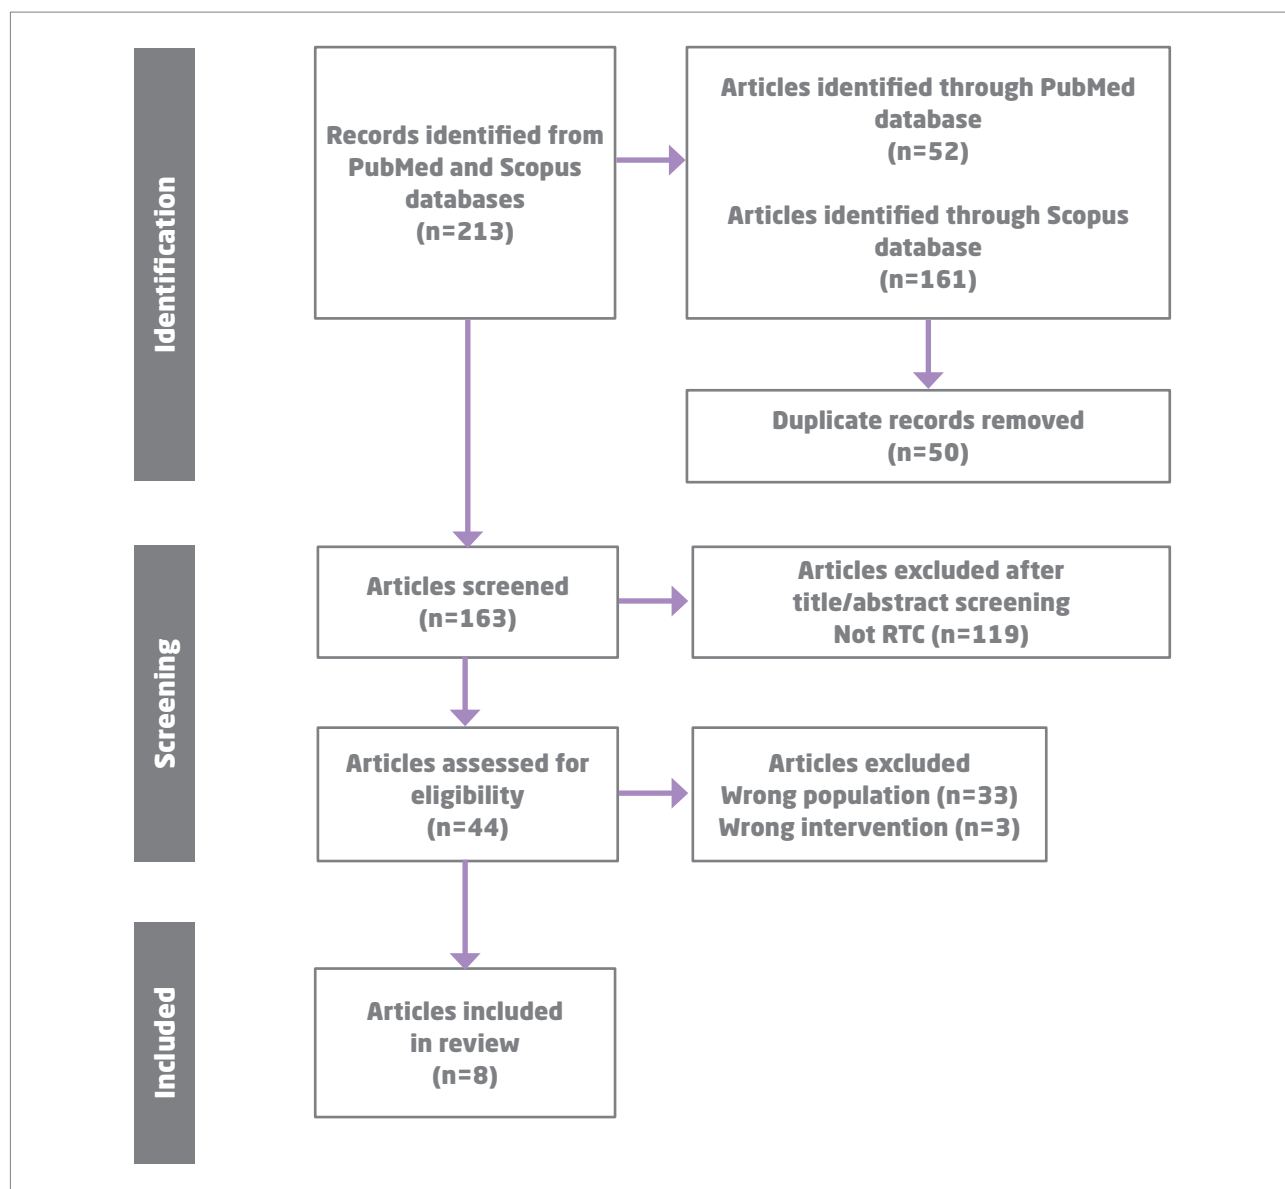 Identification
Records identified from
PubMed and Scopus
databases
(n=213)
Articles identified through PubMed
database
(n=52)
Articles identified through Scopus
database
(n=161)
Duplicate records removed
(n=50)
Screening
Articles screened
(n=163)
Articles excluded after
title/abstract screening
Not RTC (n=119)
Articles assessed for
eligibility
(n=44)
Articles excluded
Wrong population (n=33)
Wrong intervention (n=3)
Included
Articles included
in review
(n=8)